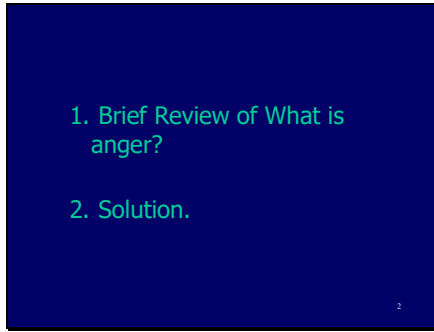 1. Brief Review of What is
anger?
2. Solution.
2